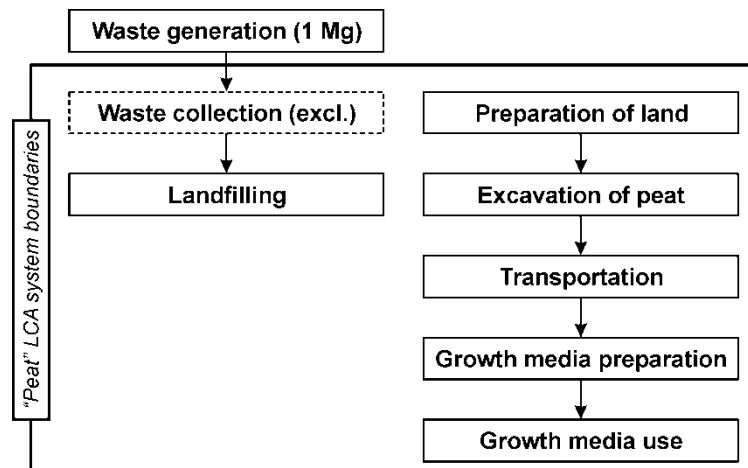 Waste generation (1 Mg)
Waste collection (excl.)
Landfilling
Preparation of land
Excavation of peat
Transportation
Growth media preparation
Growth media use
"Peat" LCA system boundaries